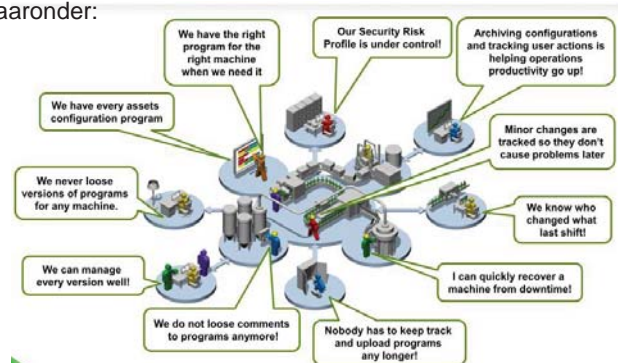 aaronder:
We have the right
program for the
right machine
when we need it
Our Security Risk
Profile is under control!
Archiving configurations
and tracking user actions is
helping operations
productivity go up!
We have every assets
configuration program
Minor changes are
tracked so they don't
cause problems later
We never loose
versions of programs
for any machine.
We know who
changed what
last shift!
We can manage
every version well!
I can quickly recover a
machine from downtime!
We do not loose comments
to programs anymore!
Nobody has to keep track
and upload programs
any longer!